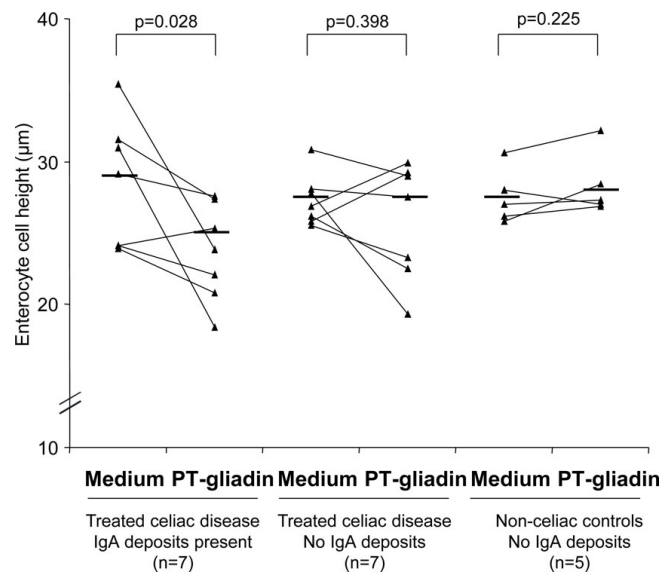 40
p=0.028
p=0.398
p=0.225
Enterocyte cell height (µm)
30
20
10
Medium PT-gliadin Medium PT-gliadin Medium PT-gliadin
Treated celiac disease
IgA deposits present
(n=7)
Treated celiac disease
No IgA deposits
(n=7)
Non-celiac controls
No IgA deposits
(n=5)